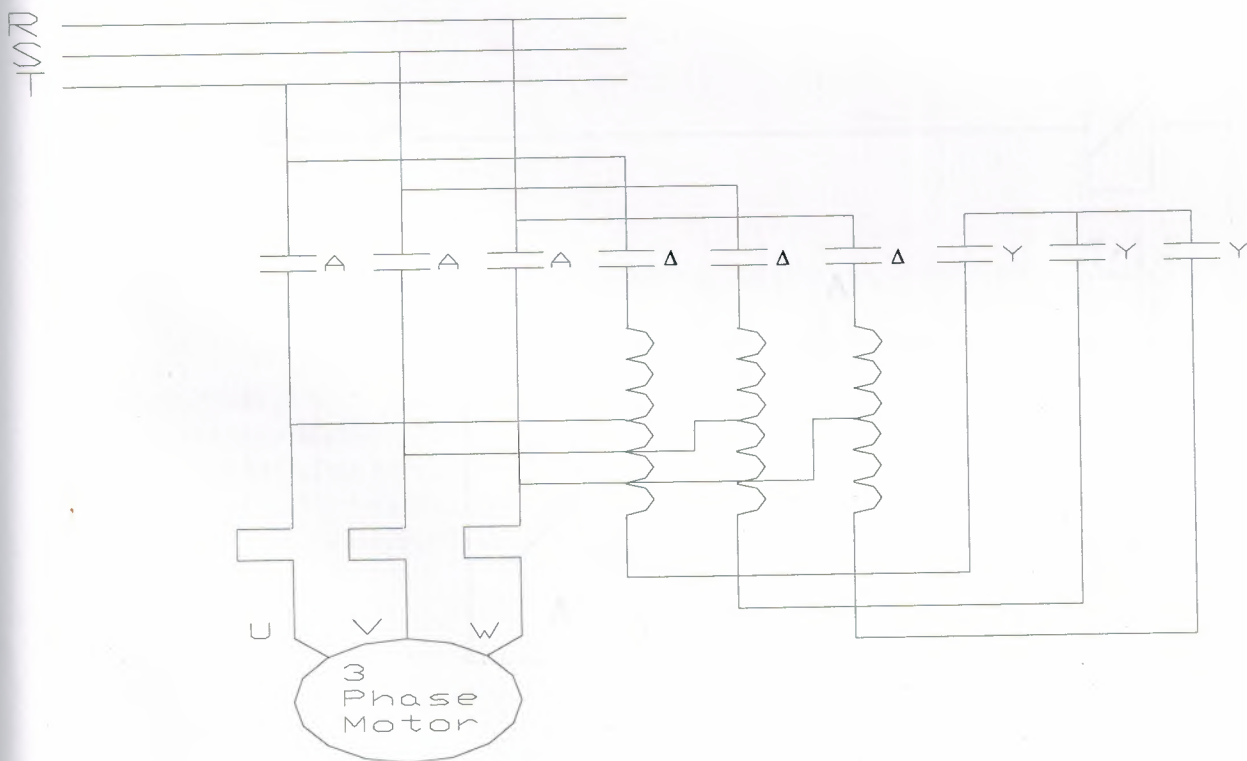 R
S
T
A A A Δ Δ Δ Y Y Y
U V W
3
Phase
Motor